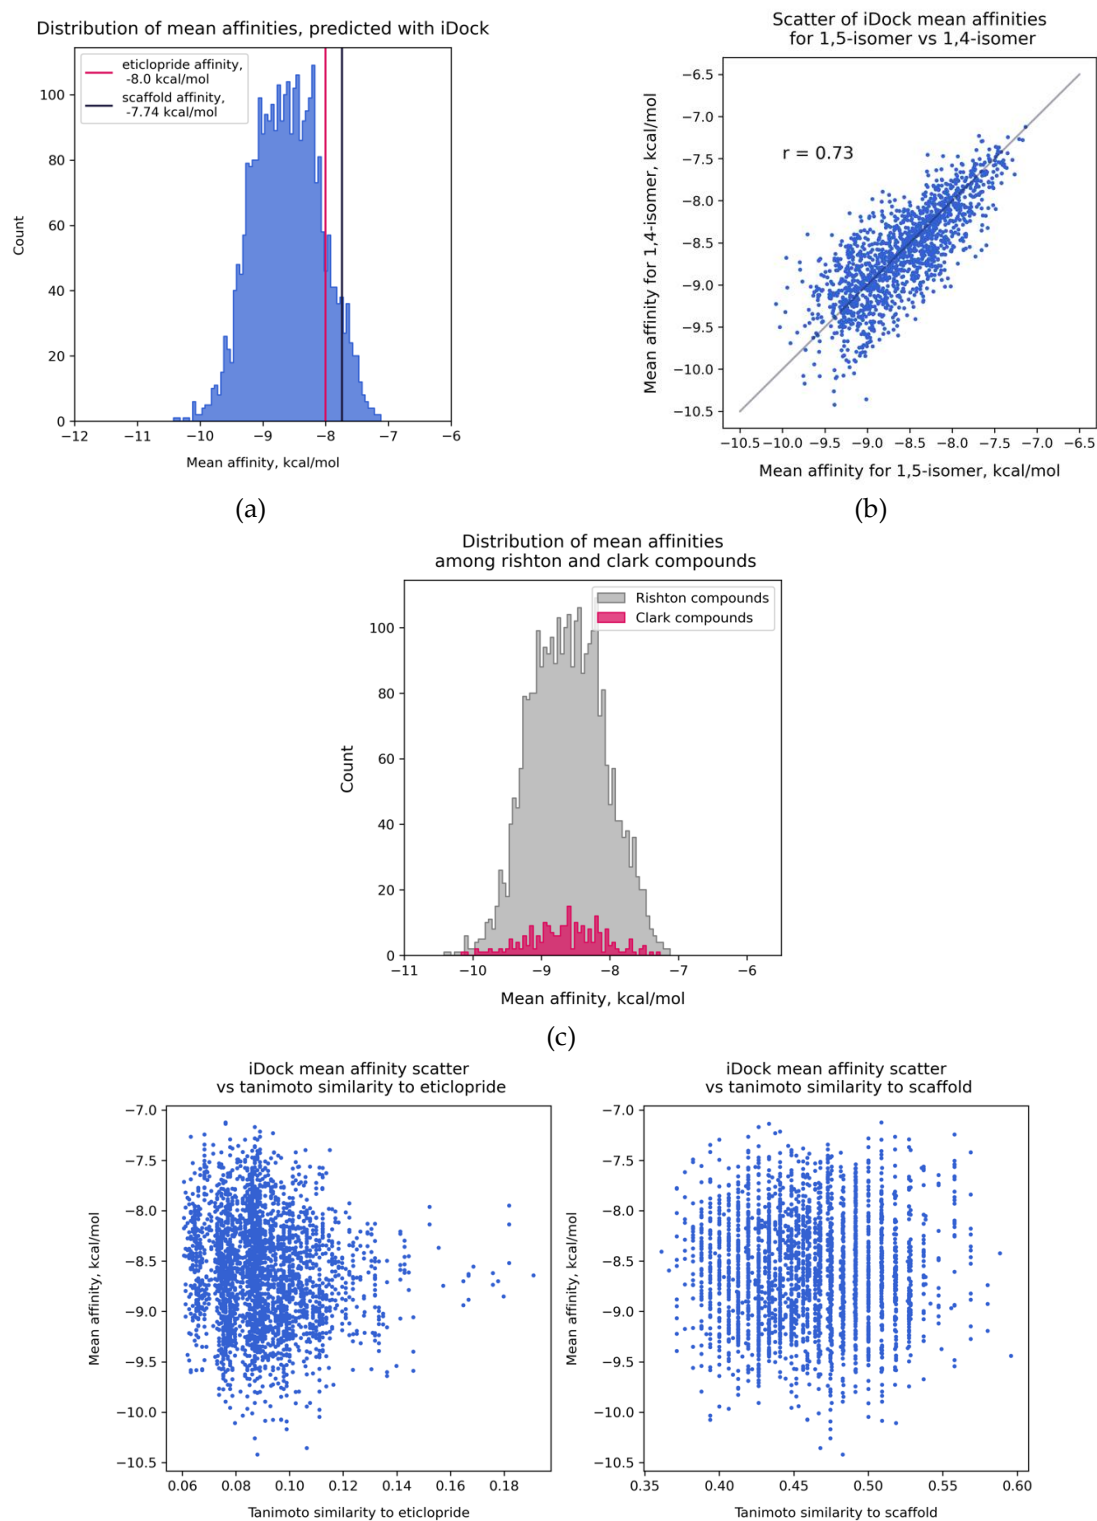 Distribution of mean affinities, predicted with iDock
eticlopride affinity,
-8.0 kcal/mol
scaffold affinity,
-7.74 kcal/mol
Count
100
80
60
40
20
0
−12 −11 −10 −9 −8 −7 −6
Mean affinity, kcal/mol
(a)
Scatter of iDock mean affinities
for 1,5-isomer vs 1,4-isomer
r = 0.73
Mean affinity for 1,4-isomer, kcal/mol
−6.5
−7.0
−7.5
−8.0
−8.5
−9.0
−9.5
−10.0
−10.5
−10.5 −10.0 −9.5 −9.0 −8.5 −8.0 −7.5 −7.0 −6.5
Mean affinity for 1,5-isomer, kcal/mol
(b)
Distribution of mean affinities
among rishton and clark compounds
Rishton compounds
Clark compounds
Count
100
80
60
40
20
0
−11 −10 −9 −8 −7 −6
Mean affinity, kcal/mol
(c)
iDock mean affinity scatter
vs tanimoto similarity to eticlopride
Mean affinity, kcal/mol
−7.0
−7.5
−8.0
−8.5
−9.0
−9.5
−10.0
−10.5
0.06 0.08 0.10 0.12 0.14 0.16 0.18
Tanimoto similarity to eticlopride
iDock mean affinity scatter
vs tanimoto similarity to scaffold
Mean affinity, kcal/mol
−7.0
−7.5
−8.0
−8.5
−9.0
−9.5
−10.0
−10.5
0.35 0.40 0.45 0.50 0.55 0.60
Tanimoto similarity to scaffold